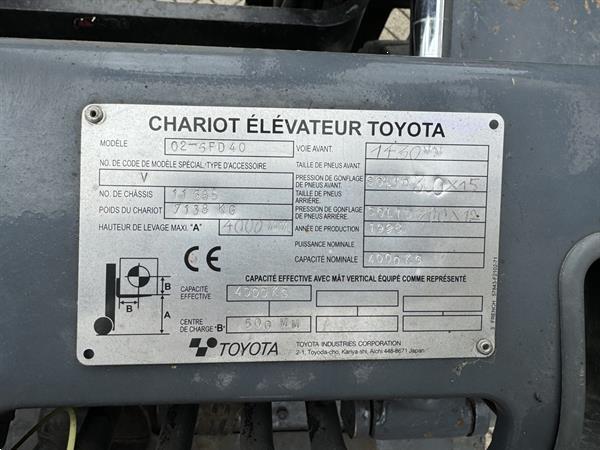 CHARIOT ÉLÉVATEUR TOYOTA
MODÈLE 02-6FD40
NO. DE CODE DE MODÈLE SPÉCIAL/TYPE D'ACCESSOIRE
V
NO. DE CHÂSSIS
POIDS DU CHARIOT 7138 KG
HAUTEUR DE LEVAGE MAXI. "A" 4000 MM
VOIE AVANT. 1430 MM
TAILLE DE PNEUS AVANT.
PRESSION DE GONFLAGE DE PNEUS AVANT.
TAILLE DE PNEUS ARRIÈRE.
PRESSION DE GONFLAGE DE PNEUS ARRIÈRE.
ANNÉE DE PRODUCTION
PUISSANCE NOMINALE
CAPACITÉ NOMINALE 4000 KG
CE
CAPACITÉ EFFECTIVE AVEC MÂT VERTICAL ÉQUIPÉ COMME REPRÉSENTÉ
CAPACITÉ EFFECTIVE 4000 KG
CENTRE DE CHARGE "B" 500 MM
B
B
A
TOYOTA
TOYOTA INDUSTRIES CORPORATION
2-1, Toyoda-cho, Kariya-shi, Aichi 448-8671 Japan